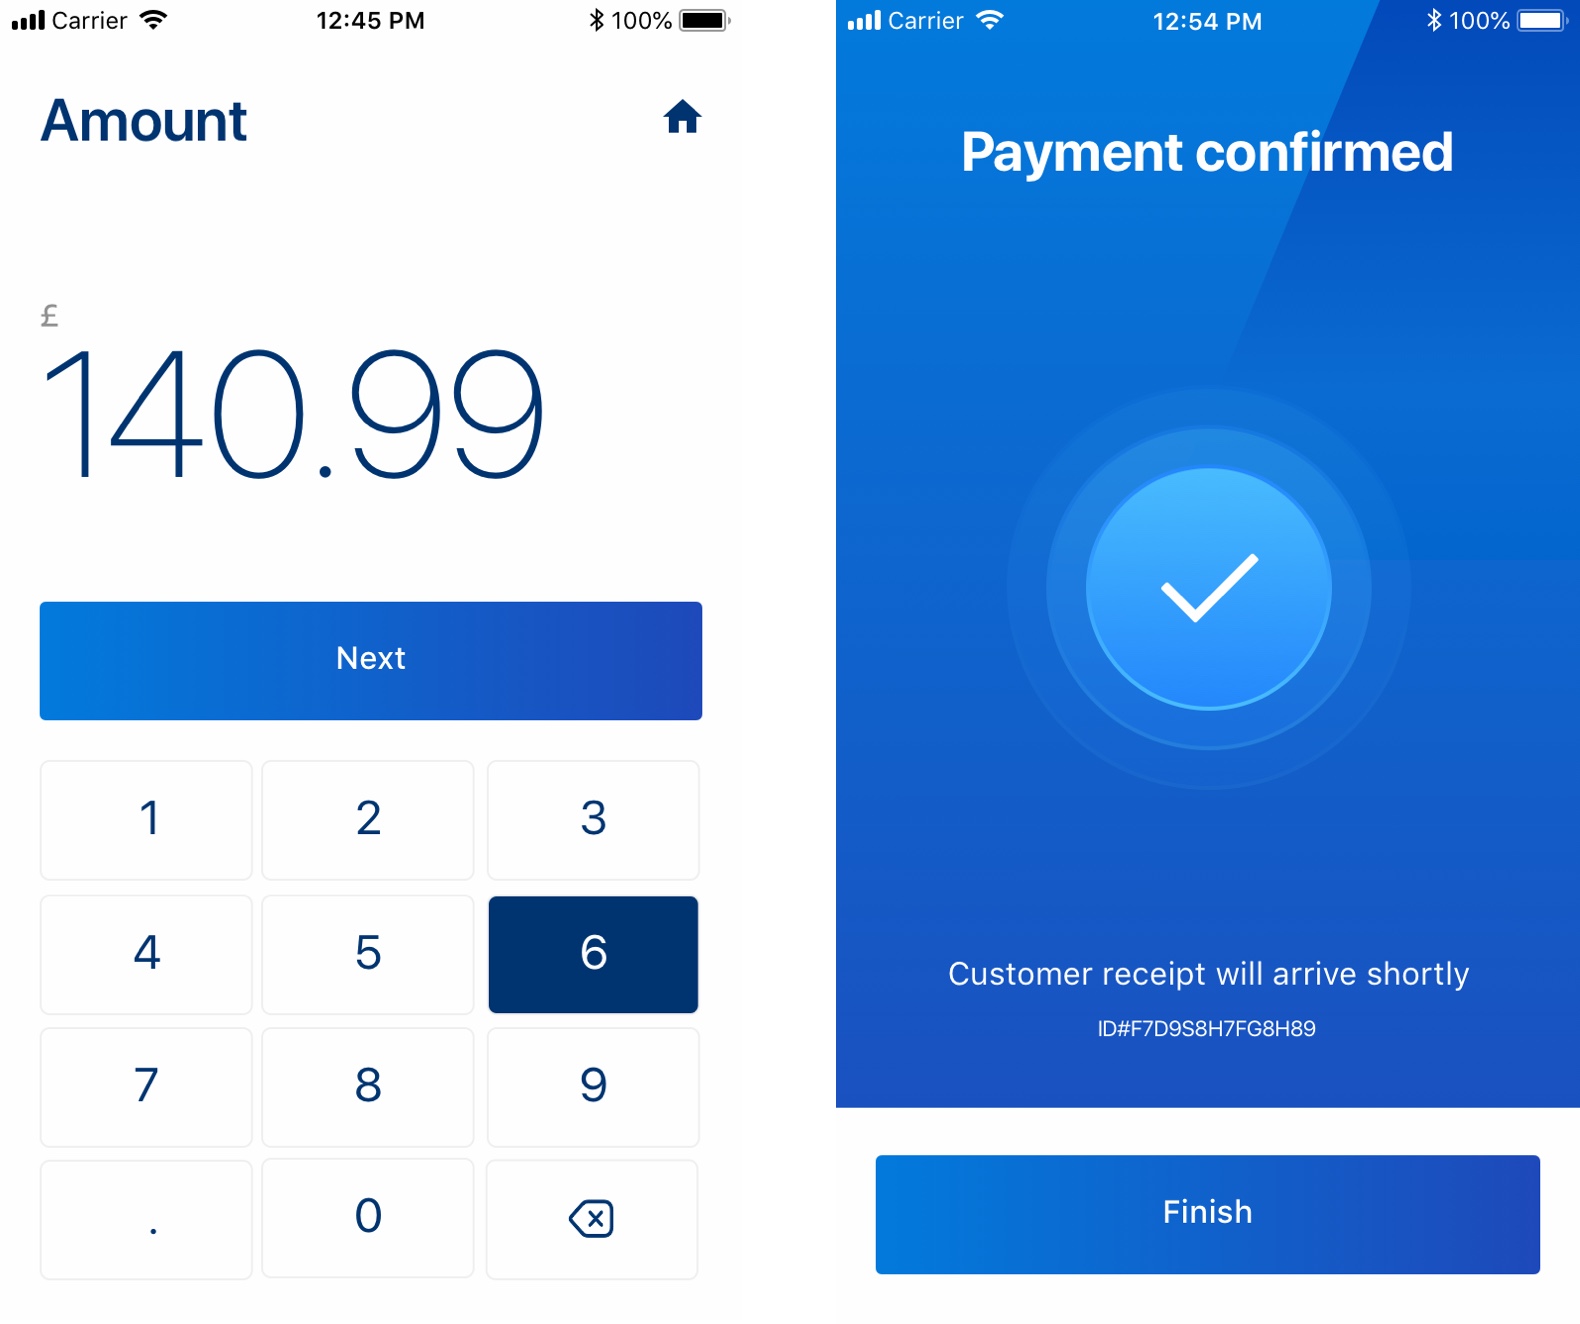 Carrier 12:45 PM 100%
Amount
£
140.99
Next
1 2 3
4 5 6
7 8 9
. 0
Carrier 12:54 PM 100%
Payment confirmed
Customer receipt will arrive shortly
ID#F7D9S8H7FG8H89
Finish